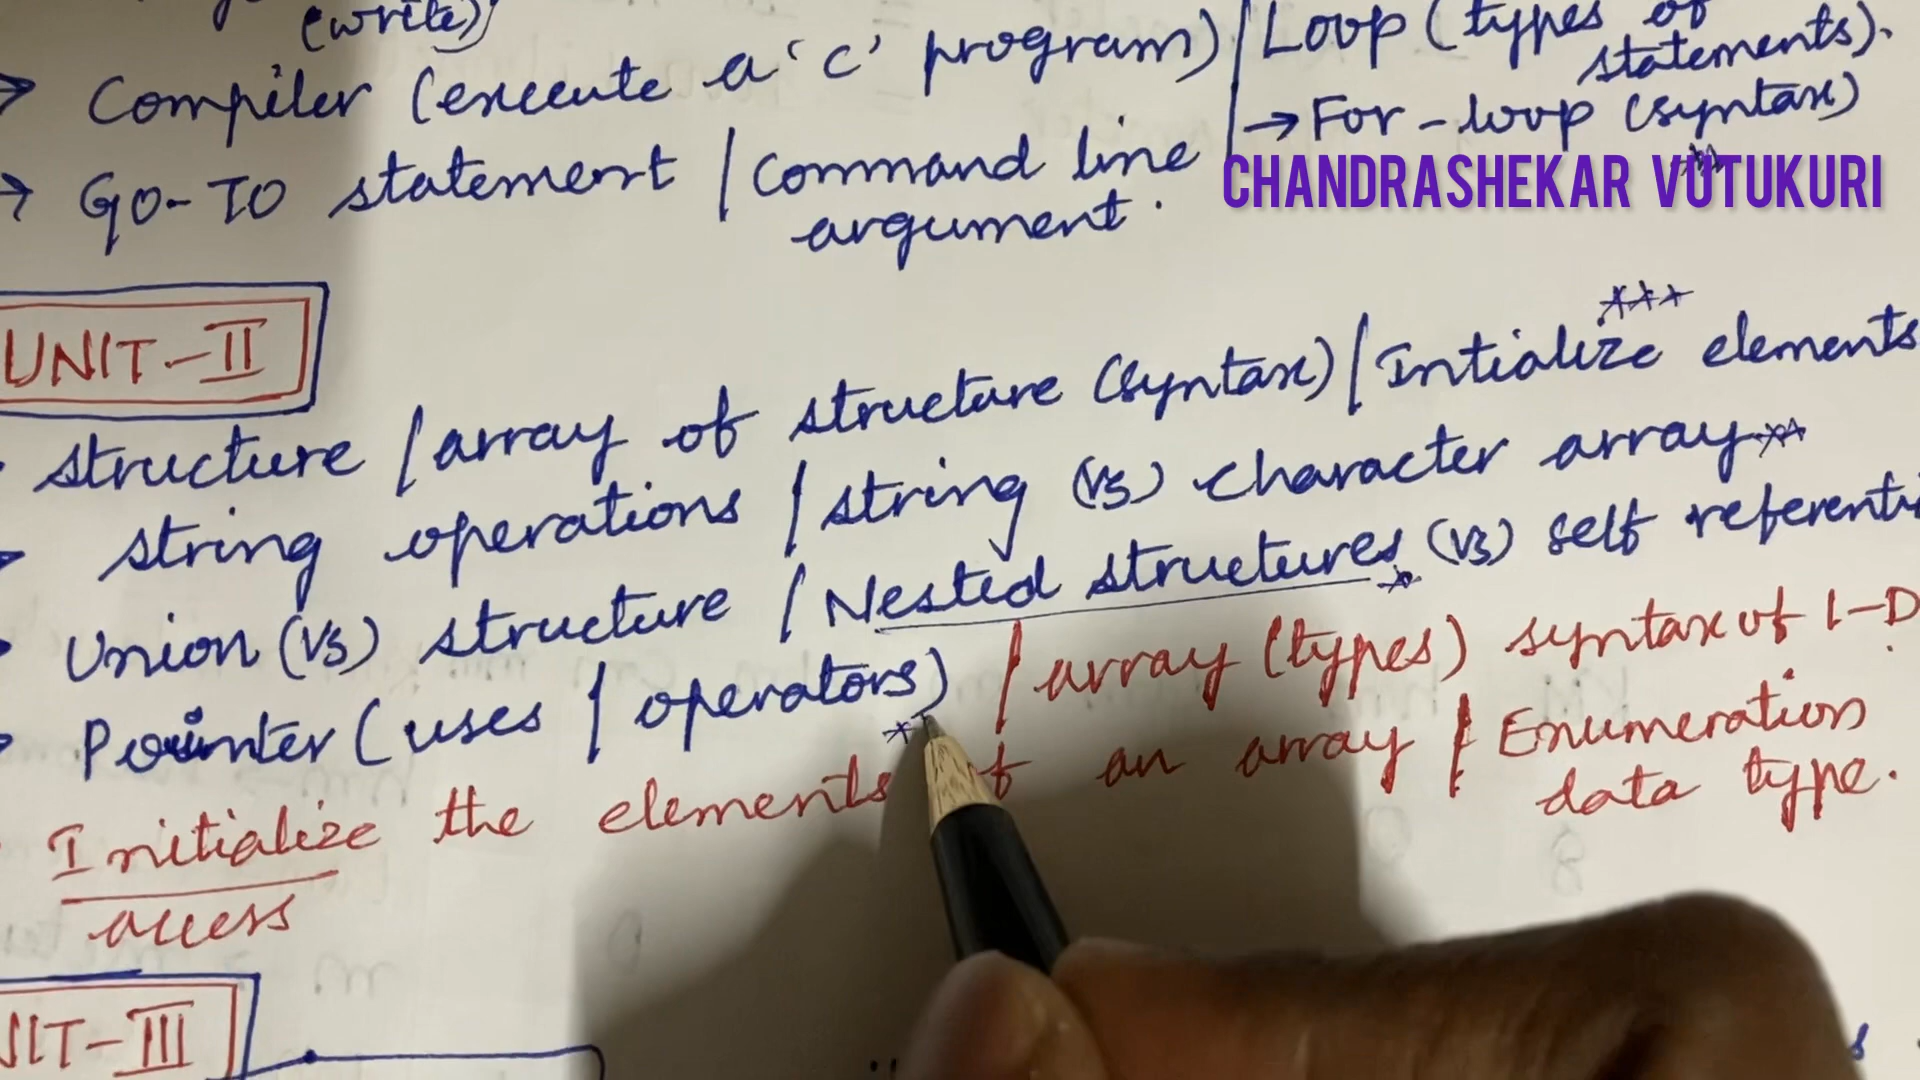 (write)
Compiler (execute a 'c' program) / Loop (types of
statements).
→ For-loop (syntax)
→ GO-TO statement / Command line
argument.
CHANDRASHEKAR VUTUKURI
UNIT-II
***
structure / array of structure (syntax) / Intialize elements
string operations / string (vs) character array **
Union (vs) structure / Nested structures * (vs) self
Pointer (uses / operators) / array (types) syntax of 1-D
Initialize the elements of an array / Enumeration
access
data type.